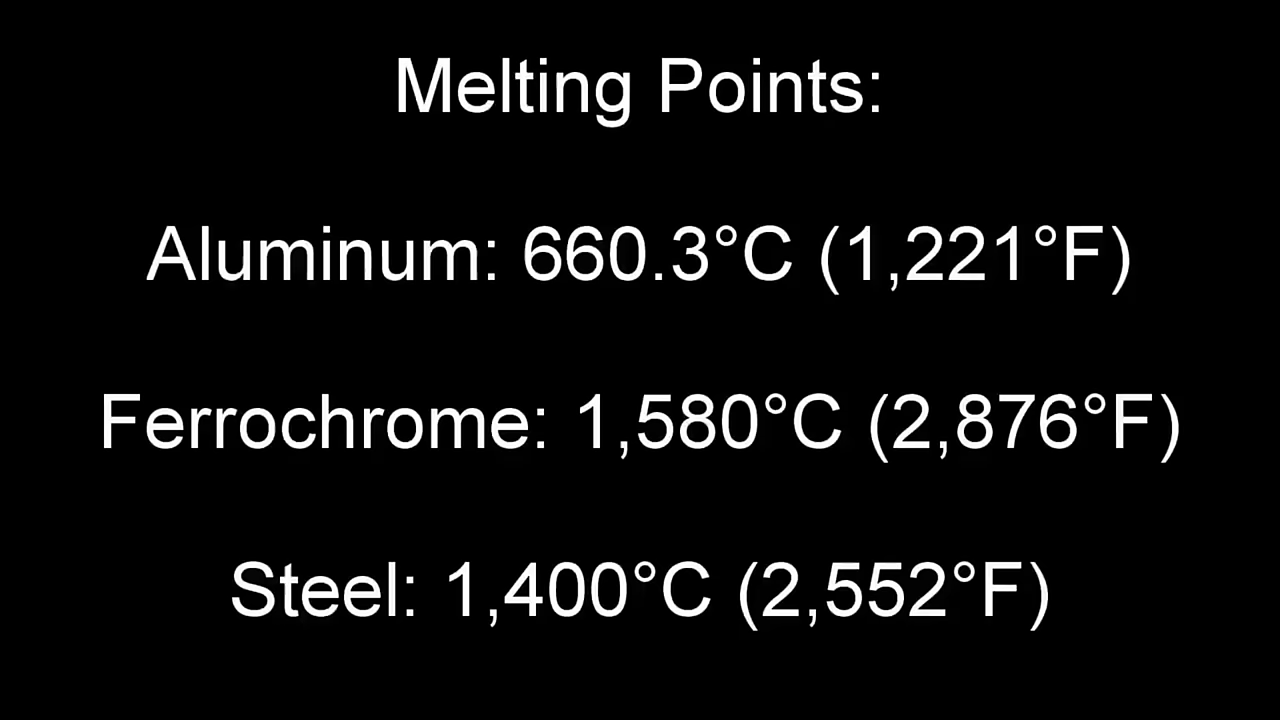 Melting Points:
Aluminum: 660.3°C (1,221°F)
Ferrochrome: 1,580°C (2,876°F)
Steel: 1,400°C (2,552°F)